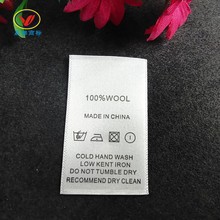 100%WOOL
MADE IN CHINA
COLD HAND WASH
LOW KENT IRON
DO NOT TUMBLE DRY
RECOMMEND DRY CLEAN